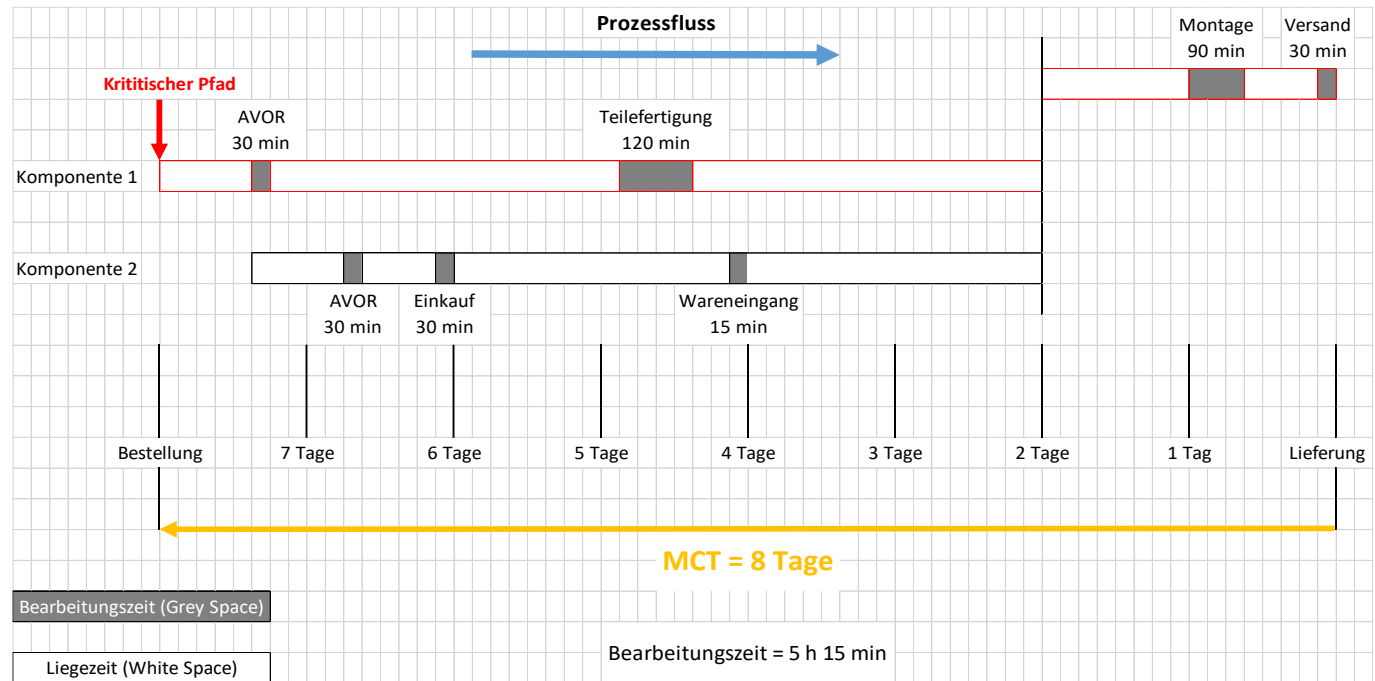 Prozessfluss
Montage
90 min
Versand
30 min
Krititischer Pfad
AVOR
30 min
Teilefertigung
120 min
Komponente 1
Komponente 2
AVOR
30 min
Einkauf
30 min
Wareneingang
15 min
Bestellung
7 Tage
6 Tage
5 Tage
4 Tage
3 Tage
2 Tage
1 Tag
Lieferung
MCT = 8 Tage
Bearbeitungszeit (Grey Space)
Bearbeitungszeit = 5 h 15 min
Liegezeit (White Space)